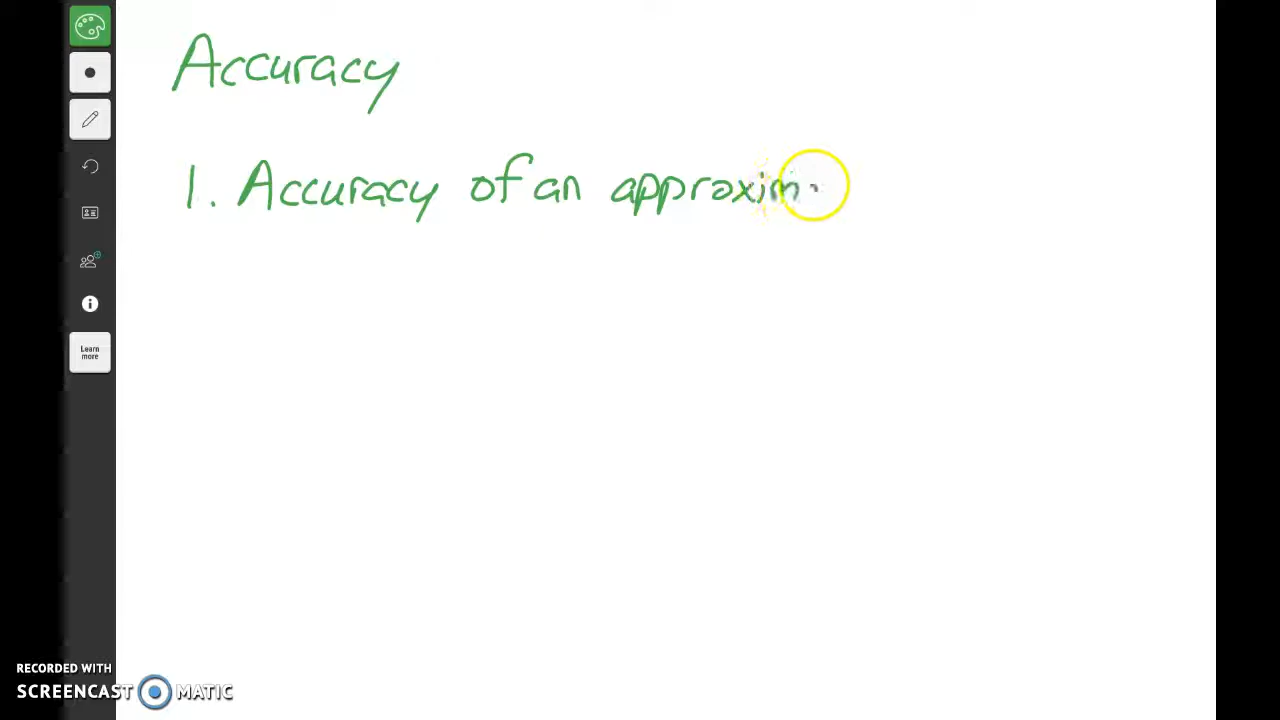 Accuracy
1. Accuracy of an approxim
Learn
more
RECORDED WITH
SCREENCAST MATIC